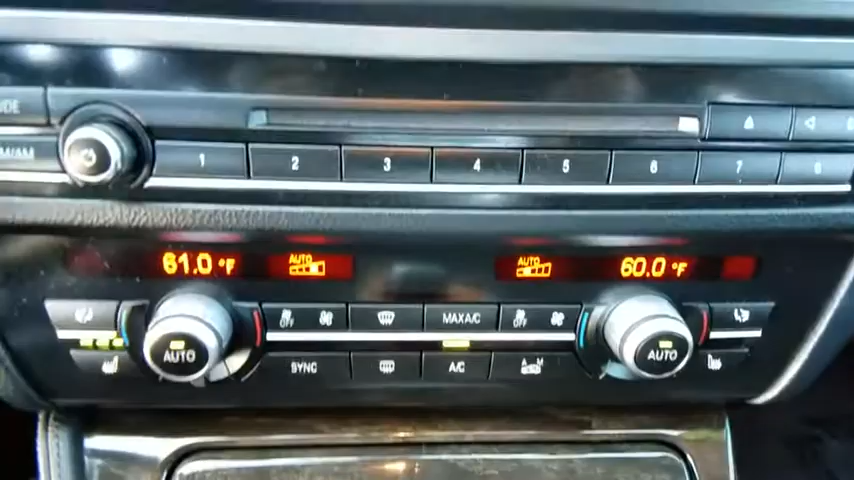 1 2 3 4 5 6 7 8
61.0 °F AUTO AUTO 60.0 °F
OFF MAX A/C OFF
AUTO AUTO
SYNC A/C A M